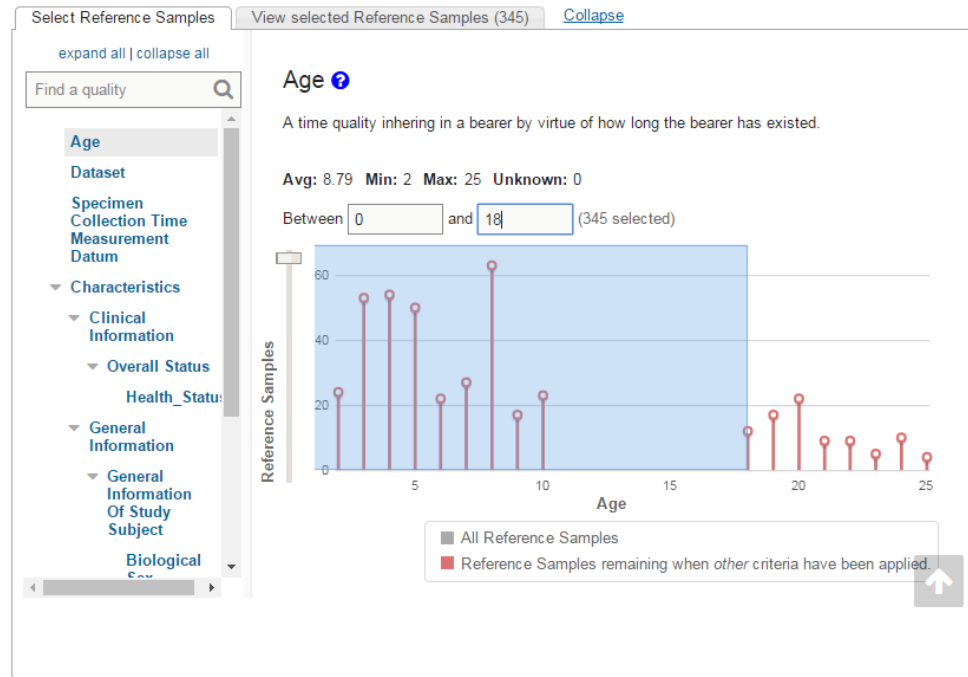 Select Reference Samples
View selected Reference Samples (345)
Collapse
expand all | collapse all
Find a quality
Age
Dataset
Specimen
Collection Time
Measurement
Datum
Characteristics
Clinical
Information
Overall Status
Health_Statu
General
Information
General
Information
Of Study
Subject
Biological
Sex
Age ?
A time quality inhering in a bearer by virtue of how long the bearer has existed.
Avg: 8.79 Min: 2 Max: 25 Unknown: 0
Between 0 and 18 (345 selected)
Reference Samples
60
40
20
0
5 10 15 20 25
Age
All Reference Samples
Reference Samples remaining when other criteria have been applied.